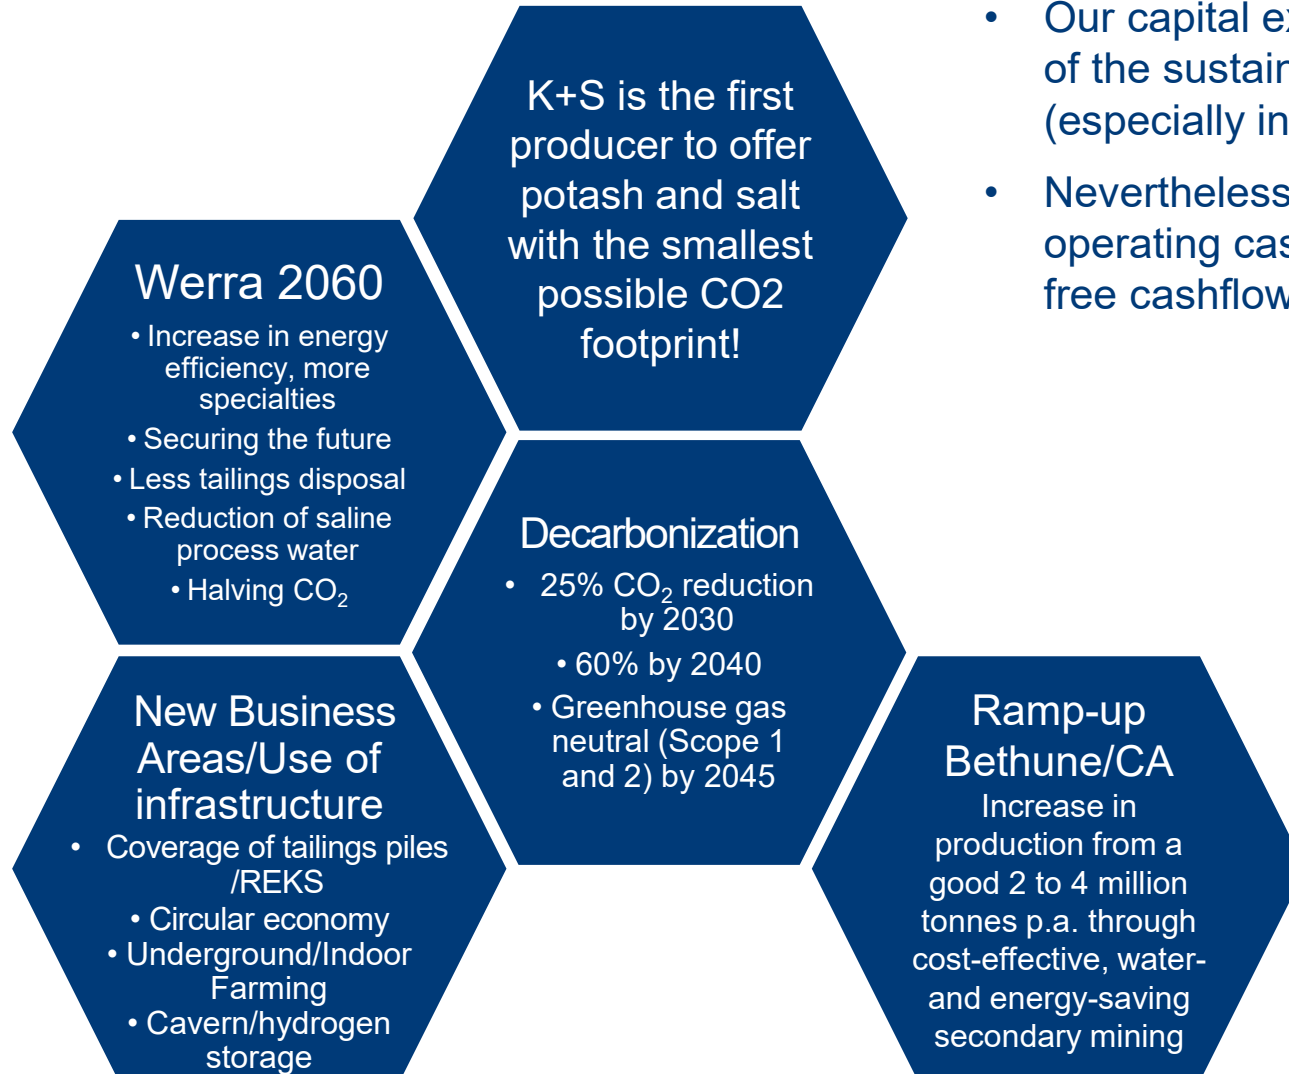 K+S is the first
producer to offer
potash and salt
with the smallest
possible CO2
footprint!
• Our capital
of the
(especially in
• Nevertheless
operating
free cashflow
Werra 2060
• Increase in energy
efficiency, more
specialties
• Securing the future
• Less tailings disposal
• Reduction of saline
process water
• Halving CO₂
Decarbonization
• 25% CO₂ reduction
by 2030
• 60% by 2040
• Greenhouse gas
neutral (Scope 1
and 2) by 2045
New Business
Areas/Use of
infrastructure
• Coverage of tailings piles
/REKS
• Circular economy
• Underground/Indoor
Farming
• Cavern/hydrogen
storage
Ramp-up
Bethune/CA
Increase in
production from a
good 2 to 4 million
tonnes p.a. through
cost-effective, water-
and energy-saving
secondary mining